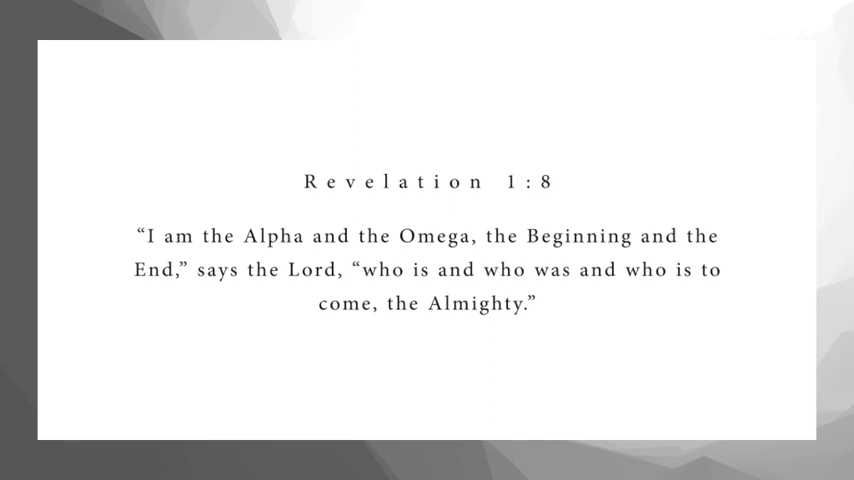 Revelation 1:8
“I am the Alpha and the Omega, the Beginning and the
End,” says the Lord, “who is and who was and who is to
come, the Almighty.”